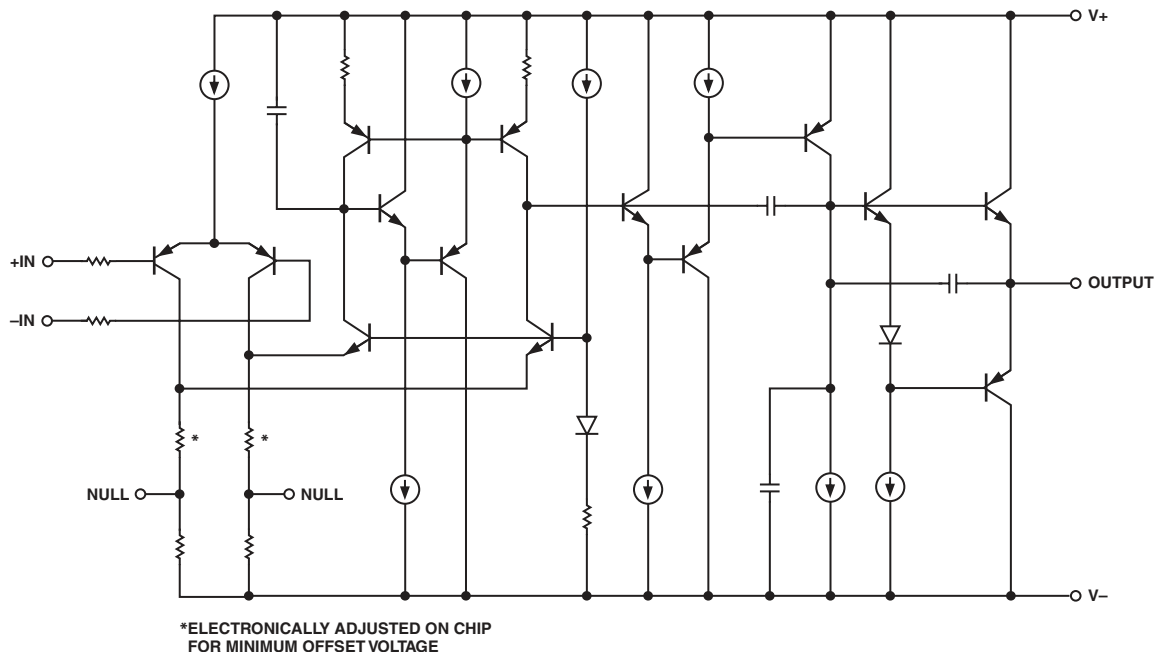 V+
+IN
–IN
OUTPUT
*
*
NULL
NULL
V–
*ELECTRONICALLY ADJUSTED ON CHIP
FOR MINIMUM OFFSET VOLTAGE